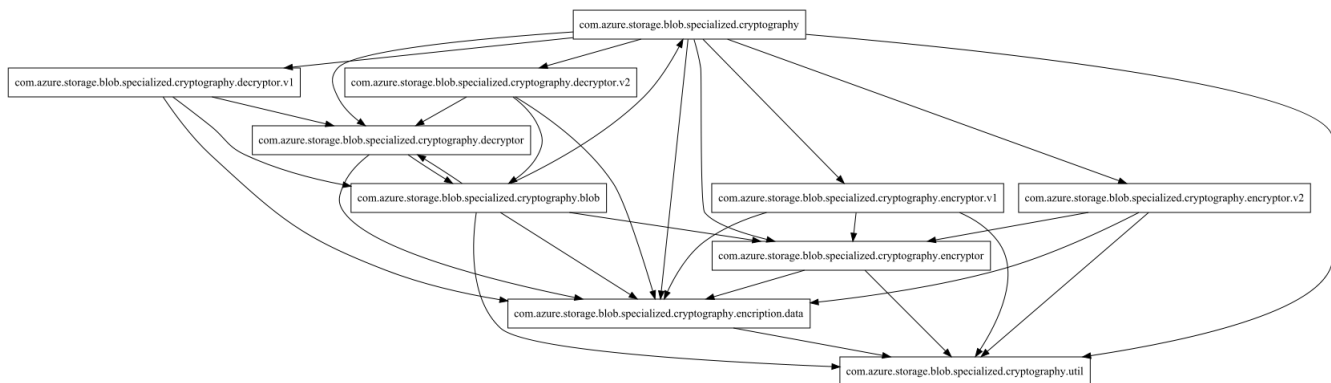 com.azure.storage.blob.specialized.cryptography
com.azure.storage.blob.specialized.cryptography.decryptor.v1
com.azure.storage.blob.specialized.cryptography.decryptor.v2
com.azure.storage.blob.specialized.cryptography.decryptor
com.azure.storage.blob.specialized.cryptography.blob
com.azure.storage.blob.specialized.cryptography.encryptor.v1
com.azure.storage.blob.specialized.cryptography.encryptor.v2
com.azure.storage.blob.specialized.cryptography.encryptor
com.azure.storage.blob.specialized.cryptography.encription.data
com.azure.storage.blob.specialized.cryptography.util